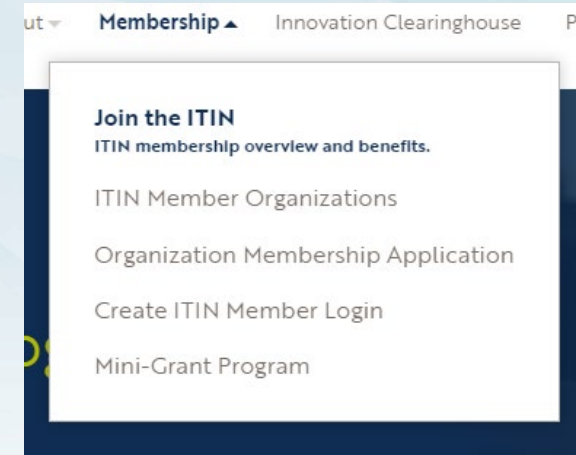 ut Membership Innovation Clearinghouse P
Join the ITIN
ITIN membership overview and benefits.
ITIN Member Organizations
Organization Membership Application
Create ITIN Member Login
Mini-Grant Program